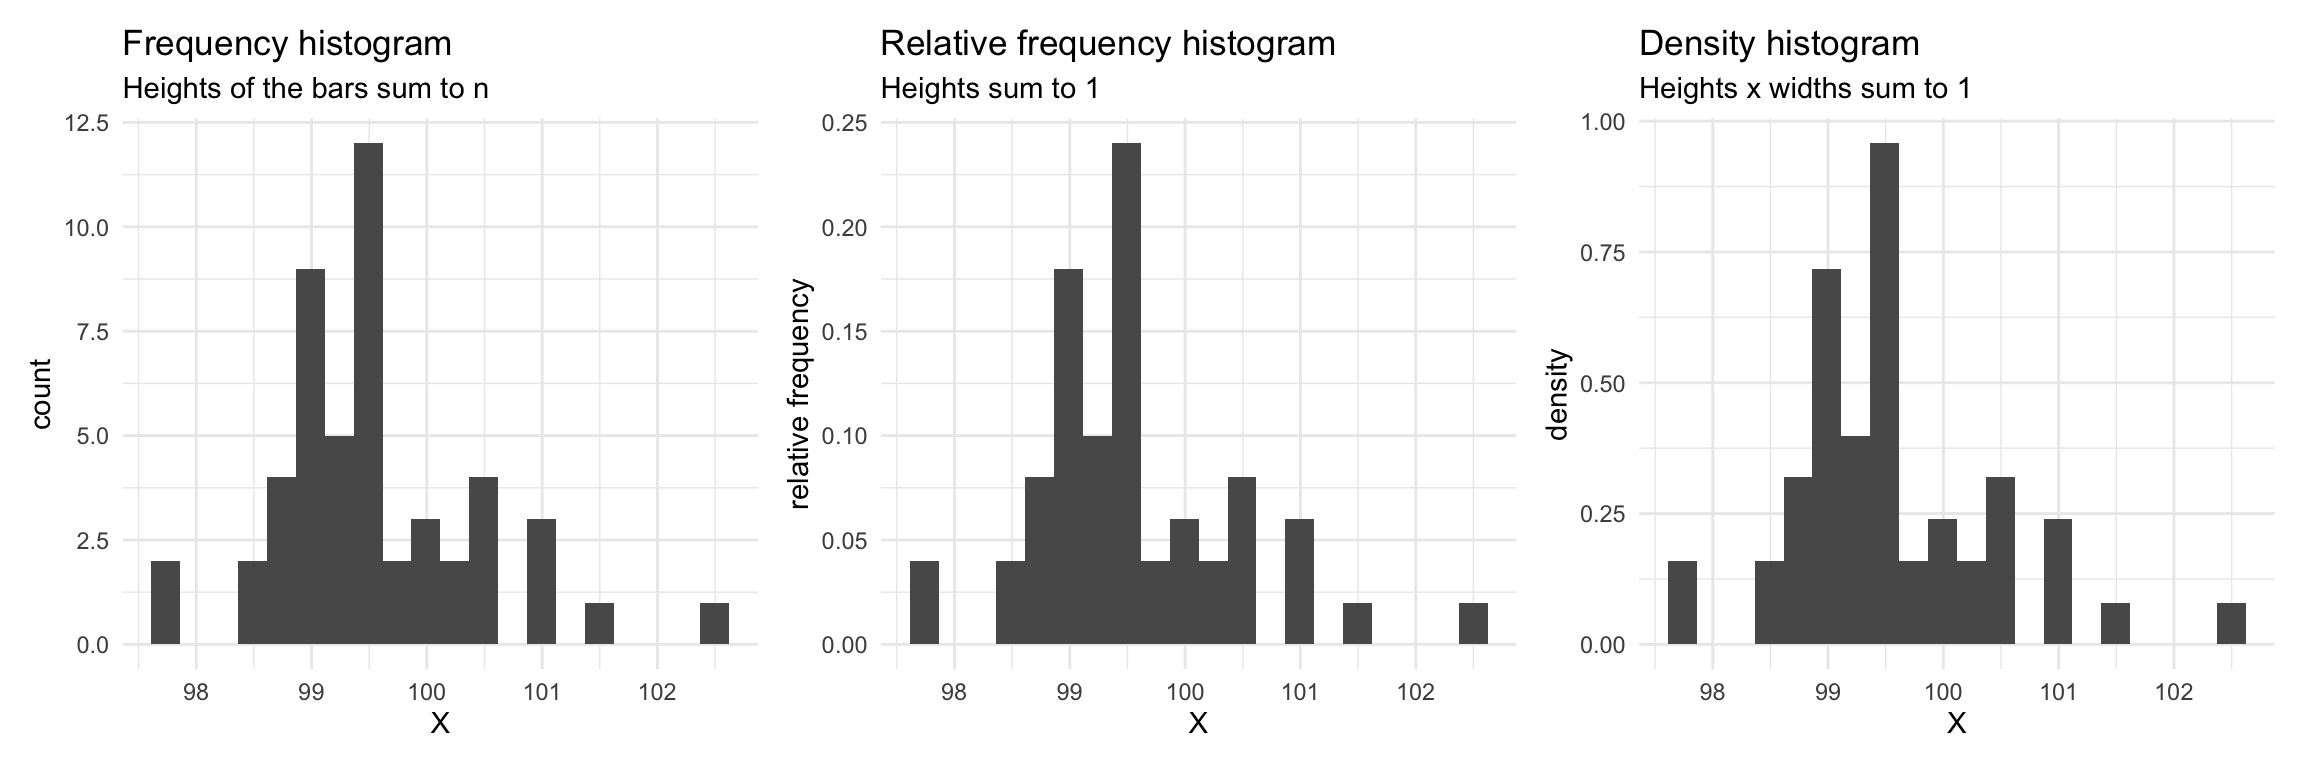 Frequency histogram
Heights of the bars sum to n
12.5
10.0
7.5
5.0
2.5
0.0
count
98 99 100 101 102
X
Relative frequency histogram
Heights sum to 1
0.25
0.20
0.15
0.10
0.05
0.00
relative frequency
98 99 100 101 102
X
Density histogram
Heights x widths sum to 1
1.00
0.75
0.50
0.25
0.00
density
98 99 100 101 102
X